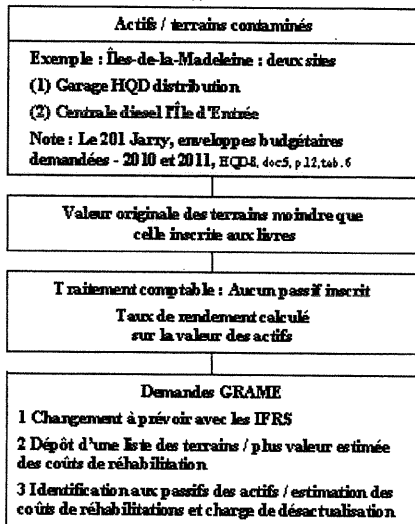 Actifs / terrains contaminés
Exemple : Îles-de-la-Madeleine : deux sites
(1) Garage HQD distribution
(2) Centrale diesel l'Île d'Entrée
Note : Le 201 Jarry, enveloppes budgétaires
demandées - 2010 et 2011, HQD-8, doc5, p12, tab.6
Valeur originale des terrains moindre que
celle inscrite aux livres
Traitement comptable : Aucun passif inscrit
Taux de rendement calculé
sur la valeur des actifs
Demandes GRAME
1 Changement à prévoir avec les IFRS
2 Dépôt d'une liste des terrains / plus valeur estimée
des coûts de réhabilitation
3 Identification aux passifs des actifs / estimation des
coûts de réhabilitations et charge de désactualisation